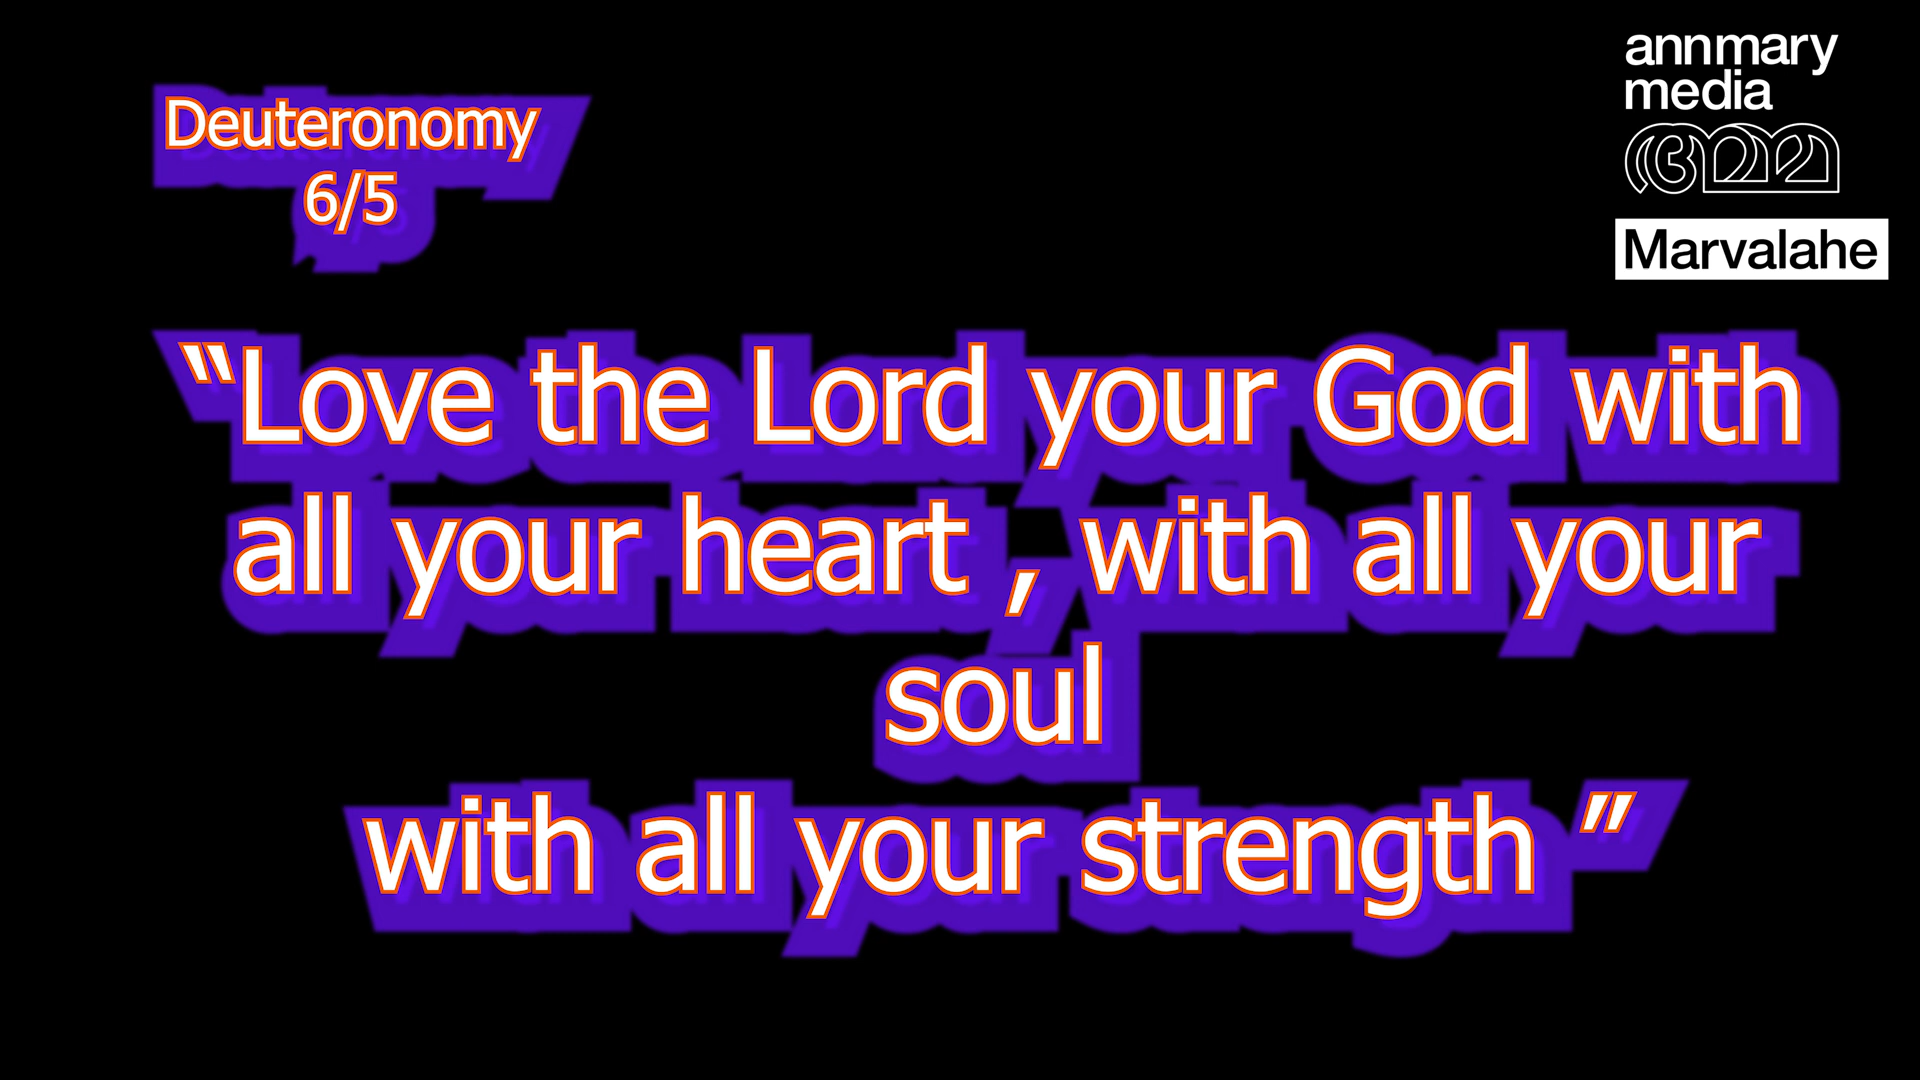 Deuteronomy
6/5
annmary
media
Marvalahe
“Love the Lord your God with
all your heart , with all your
soul
with all your strength ”